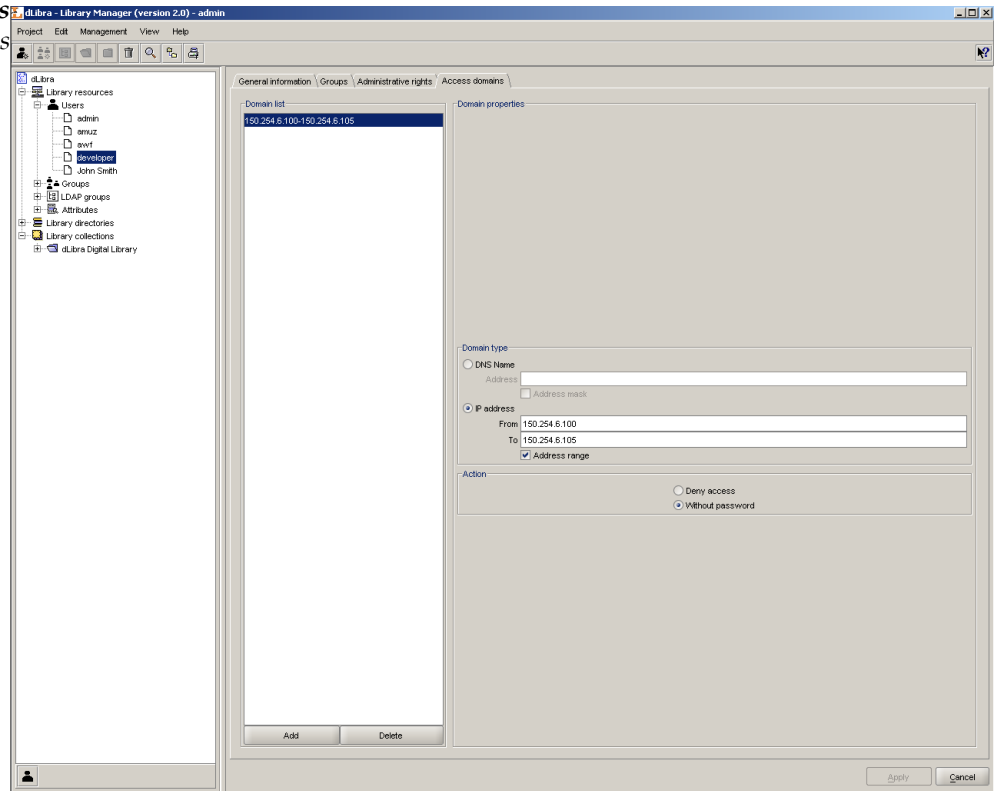 s
dLibra - Library Manager (version 2.0) - admin
Project Edit Management View Help
s
dLibra
Library resources
Users
admin
amuz
awf
developer
John Smith
Groups
LDAP groups
Attributes
Library directories
Library collections
dLibra Digital Library
General information Groups Administrative rights Access domains
Domain list
150.254.6.100-150.254.6.105
Add Delete
Domain properties
Domain type
DNS Name
Address
Address mask
IP address
From 150.254.6.100
To 150.254.6.105
Address range
Action
Deny access
Without password
Apply Cancel